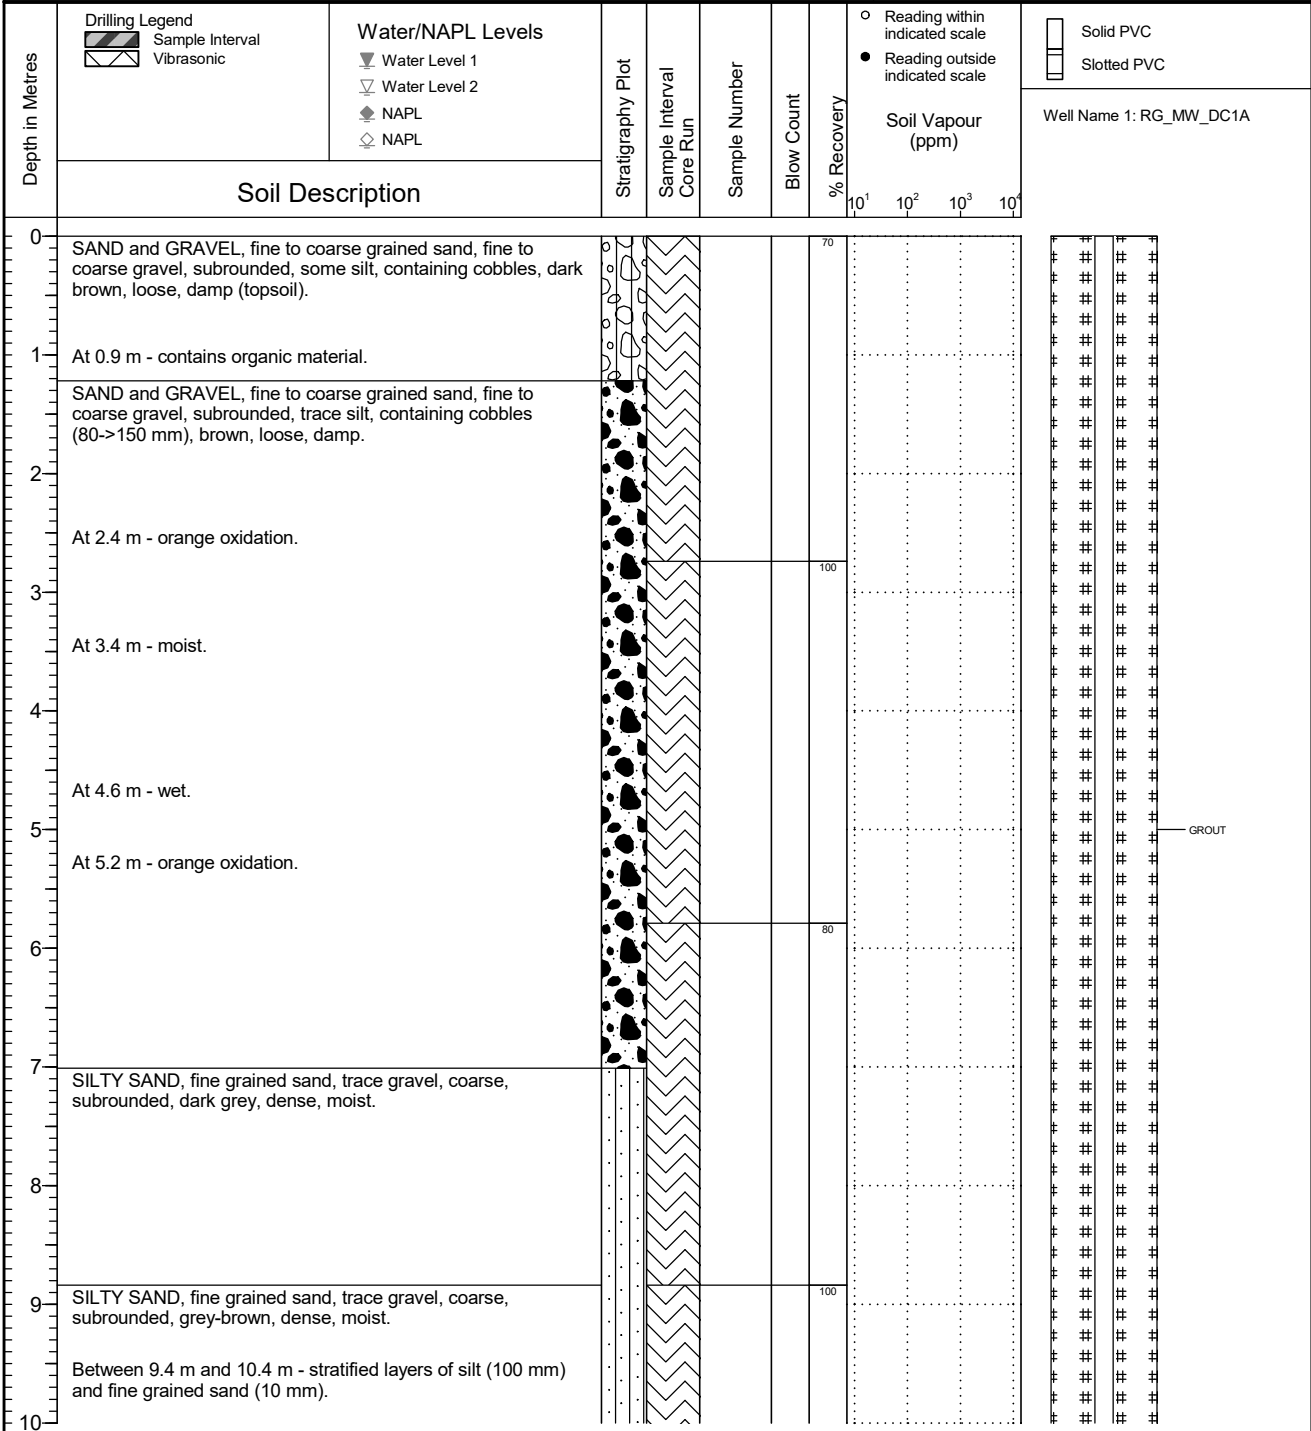 Depth in Metres
Drilling Legend
Sample Interval
Vibrasonic
Water/NAPL Levels
Water Level 1
Water Level 2
NAPL
NAPL
Soil Description
Stratigraphy Plot
Sample Interval
Core Run
Sample Number
Blow Count
% Recovery
Reading within
indicated scale
Reading outside
indicated scale
Soil Vapour
(ppm)
10¹ 10² 10³ 10⁴
Solid PVC
Slotted PVC
Well Name 1: RG_MW_DC1A
0
SAND and GRAVEL, fine to coarse grained sand, fine to
coarse gravel, subrounded, some silt, containing cobbles, dark
brown, loose, damp (topsoil).
70
1
At 0.9 m - contains organic material.
SAND and GRAVEL, fine to coarse grained sand, fine to
coarse gravel, subrounded, trace silt, containing cobbles
(80->150 mm), brown, loose, damp.
2
At 2.4 m - orange oxidation.
100
3
At 3.4 m - moist.
4
At 4.6 m - wet.
5
GROUT
At 5.2 m - orange oxidation.
80
6
7
SILTY SAND, fine grained sand, trace gravel, coarse,
subrounded, dark grey, dense, moist.
8
100
9
SILTY SAND, fine grained sand, trace gravel, coarse,
subrounded, grey-brown, dense, moist.
Between 9.4 m and 10.4 m - stratified layers of silt (100 mm)
and fine grained sand (10 mm).
10